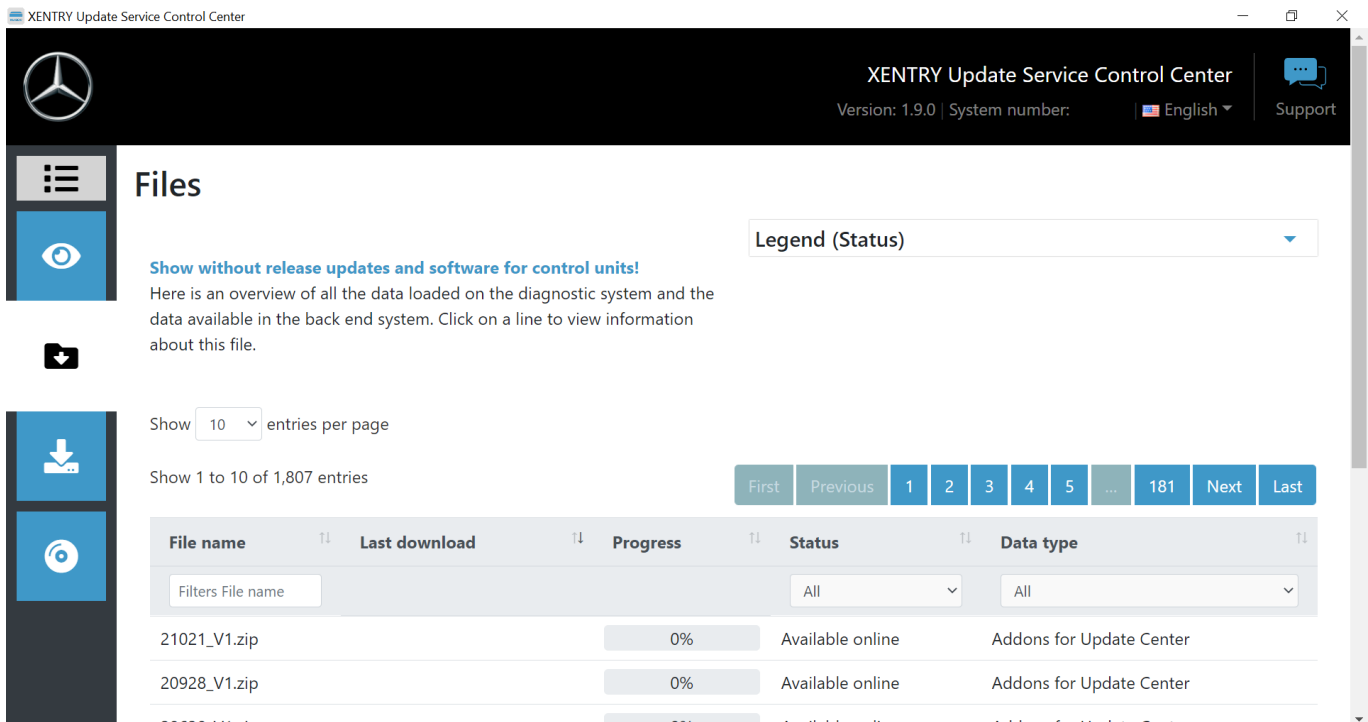 XENTRY Update Service Control Center
XENTRY Update Service Control Center
Version: 1.9.0 | System number: | English
Support
Files
Legend (Status)
Show without release updates and software for control units!
Here is an overview of all the data loaded on the diagnostic system and the
data available in the back end system. Click on a line to view information
about this file.
Show 10 entries per page
Show 1 to 10 of 1,807 entries
First Previous 1 2 3 4 5 ... 181 Next Last
File name Last download Progress Status Data type
Filters File name All All
21021_V1.zip 0% Available online Addons for Update Center
20928_V1.zip 0% Available online Addons for Update Center